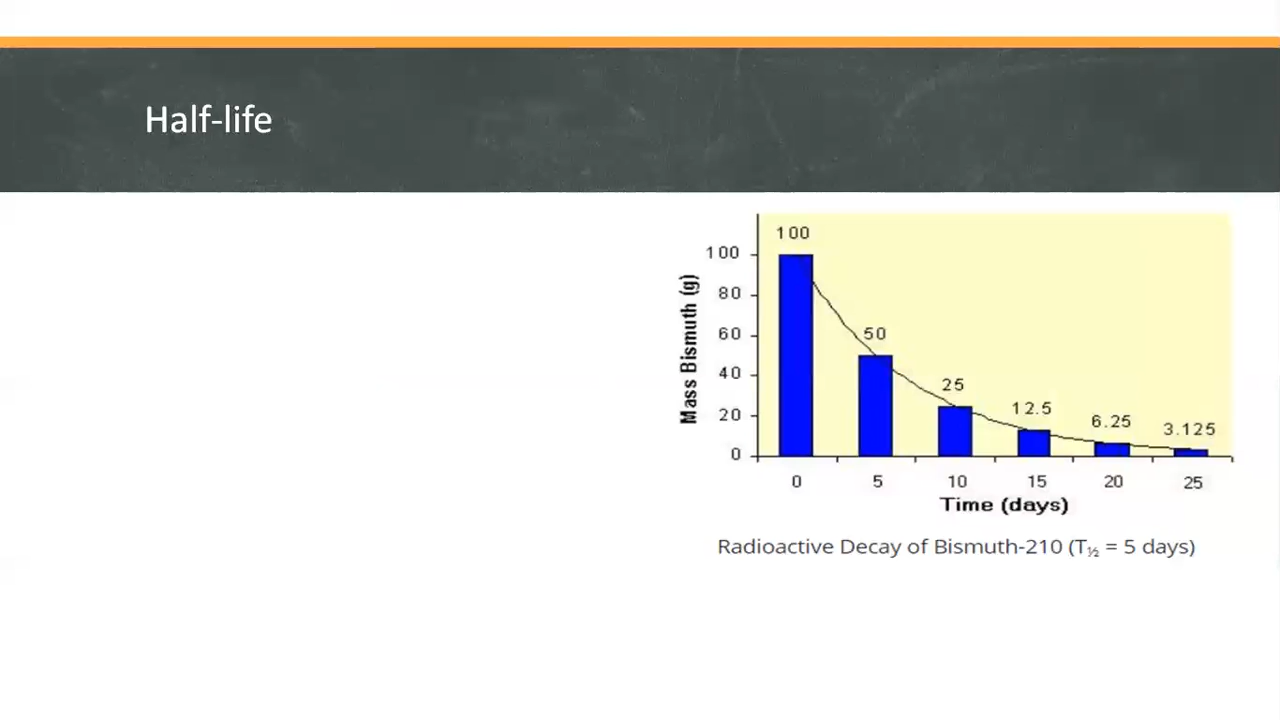 Half-life
100
100
80
60
50
40
25
20
12.5
6.25
3.125
0
Mass Bismuth (g)
0 5 10 15 20 25
Time (days)
Radioactive Decay of Bismuth-210 (T½ = 5 days)